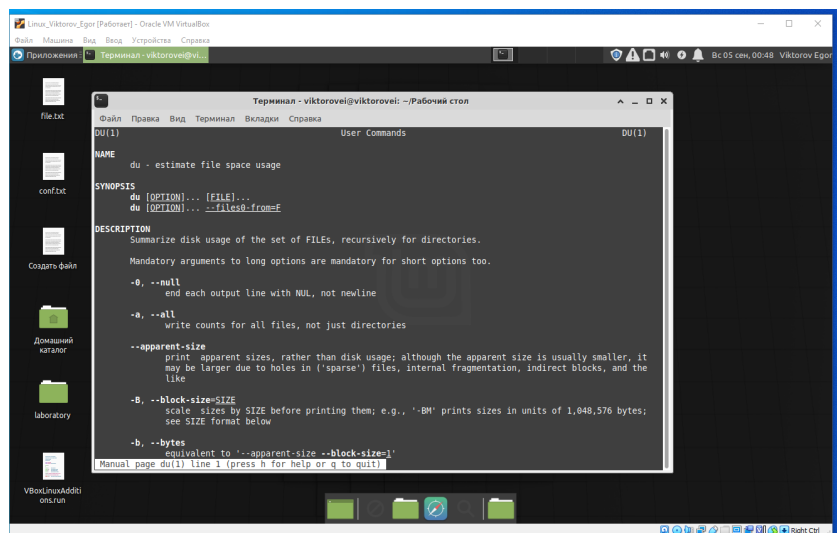 Linux_Viktorov_Egor [Работает] - Oracle VM VirtualBox
Файл Машина Вид Ввод Устройства Справка
Приложения Терминал - viktorovei@vi... Вс 05 сен, 00:48 Viktorov Egor
file.txt
conf.txt
Создать файл
Домашний
каталог
laboratory
VBoxLinuxAdditi
ons.run
Терминал - viktorovei@viktorovei: ~/Рабочий стол
Файл Правка Вид Терминал Вкладки Справка
DU(1) User Commands DU(1)
NAME
du - estimate file space usage
SYNOPSIS
du [OPTION]... [FILE]...
du [OPTION]... --files0-from=F
DESCRIPTION
Summarize disk usage of the set of FILEs, recursively for directories.
Mandatory arguments to long options are mandatory for short options too.
-0, --null
end each output line with NUL, not newline
-a, --all
write counts for all files, not just directories
--apparent-size
print apparent sizes, rather than disk usage; although the apparent size is usually smaller, it
may be larger due to holes in ('sparse') files, internal fragmentation, indirect blocks, and the
like
-B, --block-size=SIZE
scale sizes by SIZE before printing them; e.g., '-BM' prints sizes in units of 1,048,576 bytes;
see SIZE format below
-b, --bytes
equivalent to '--apparent-size --block-size=1'
Manual page du(1) line 1 (press h for help or q to quit)
Right Ctrl